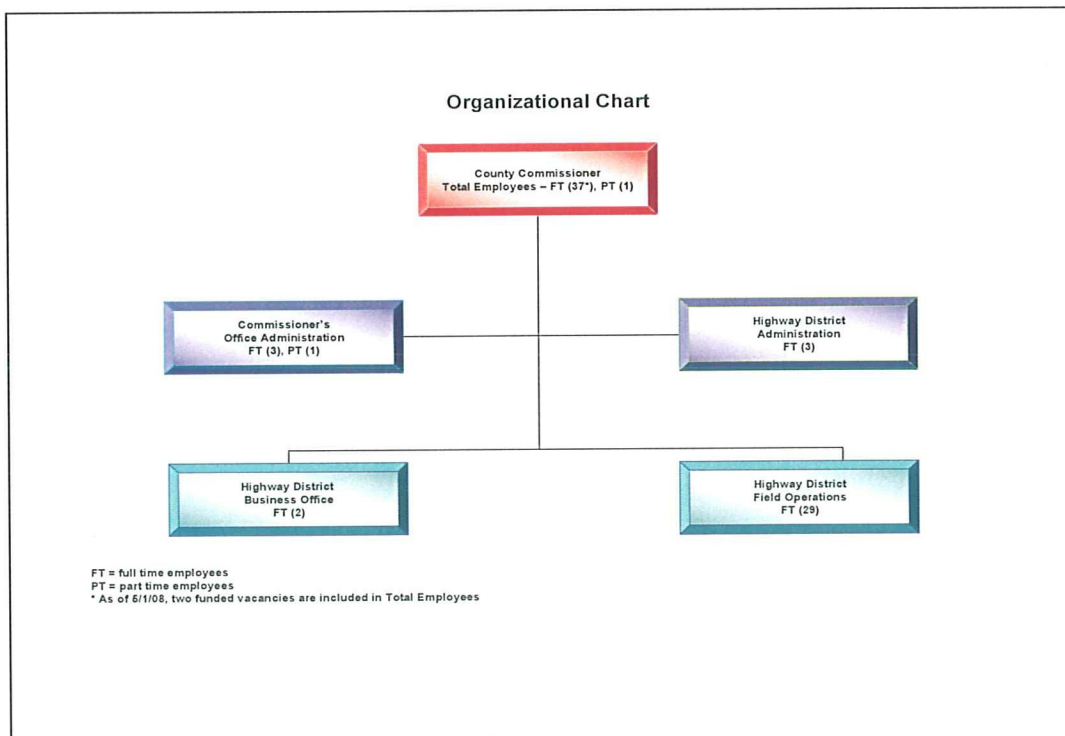 Organizational Chart
County Commissioner
Total Employees – FT (37*), PT (1)
Commissioner's
Office Administration
FT (3), PT (1)
Highway District
Administration
FT (3)
Highway District
Business Office
FT (2)
Highway District
Field Operations
FT (29)
FT = full time employees
PT = part time employees
* As of 5/1/08, two funded vacancies are included in Total Employees